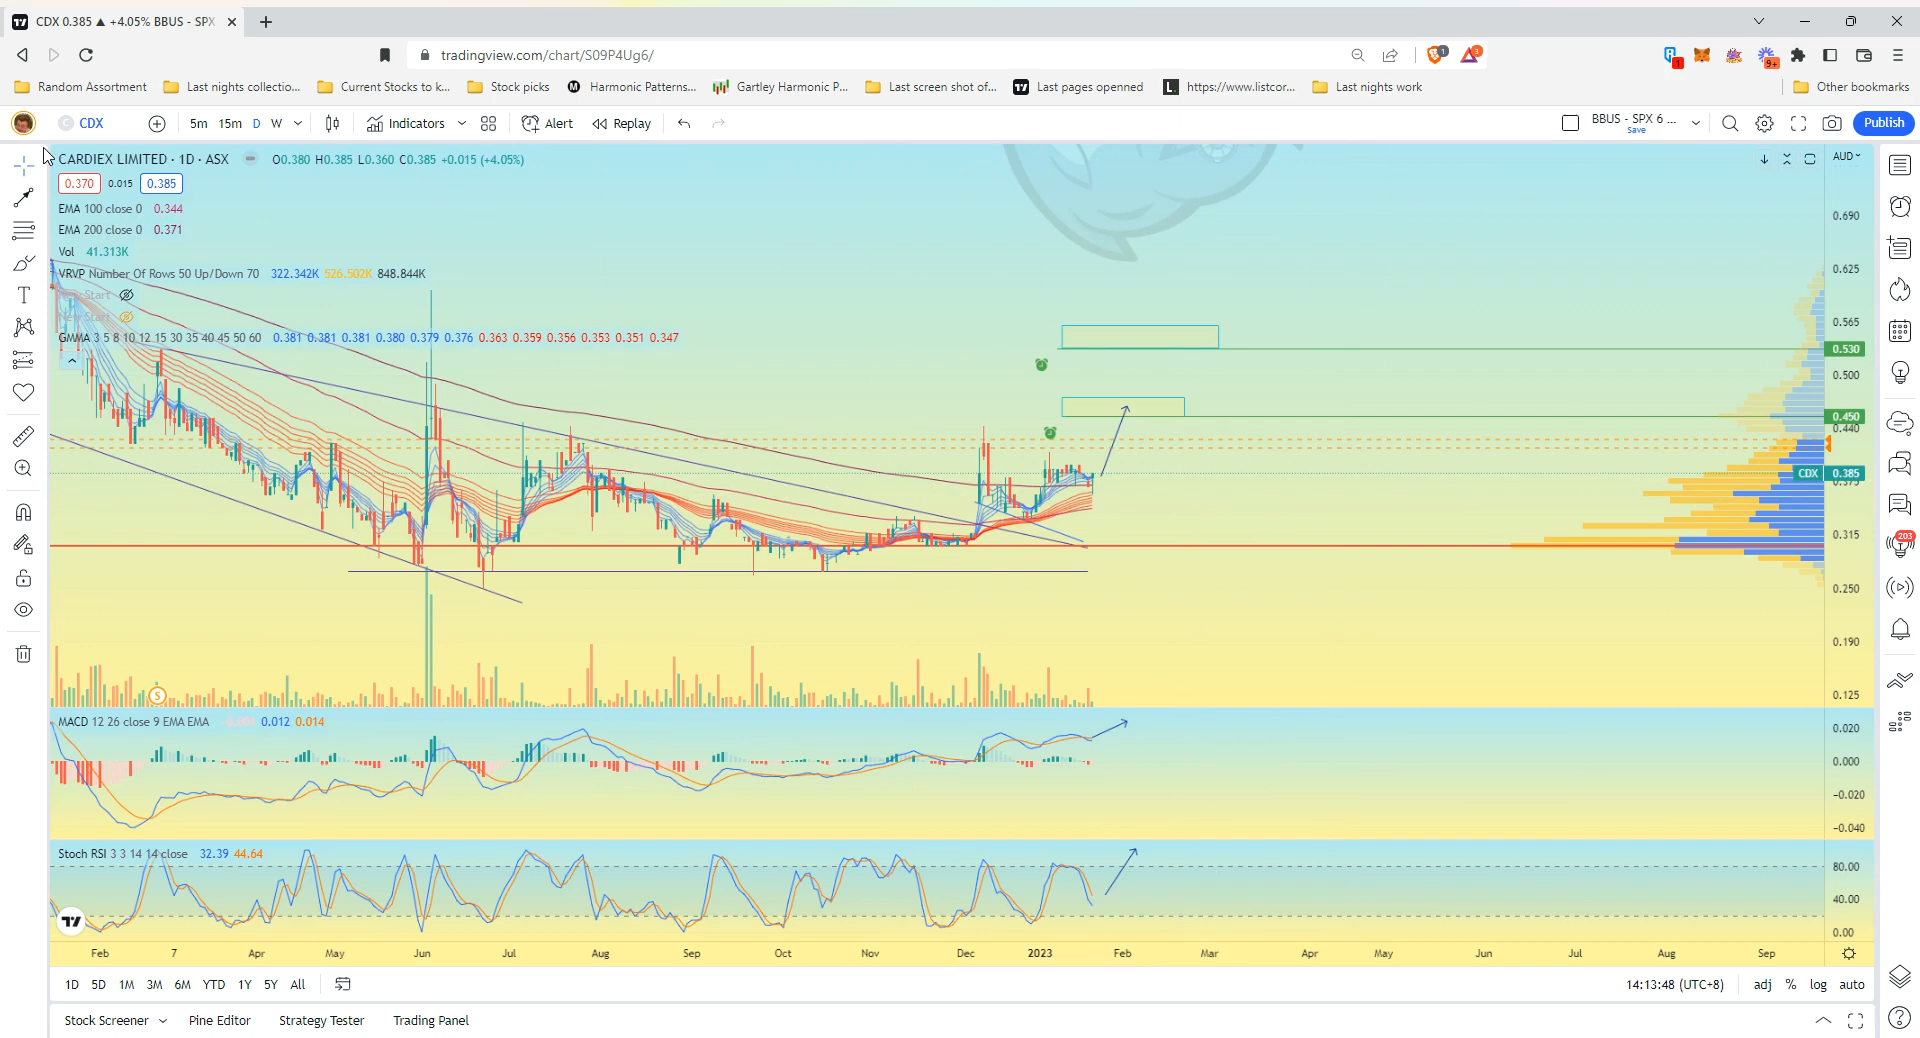 CDX 0.385 ▲ +4.05% BBUS - SPX
tradingview.com/chart/S09P4Ug6/
1 3 1 9+
Random Assortment Last nights collectio... Current Stocks to k... Stock picks Harmonic Patterns... Gartley Harmonic P... Last screen shot of... Last pages openned https://www.listcor... Last nights work Other bookmarks
CDX 5m 15m D W Indicators Alert Replay BBUS - SPX 6 ... Publish
Save
CARDIEX LIMITED · 1D · ASX O0.380 H0.385 L0.360 C0.385 +0.015 (+4.05%) AUD
0.370 0.015 0.385
EMA 100 close 0 0.344
EMA 200 close 0 0.371
Vol 41.313K
VRVP Number Of Rows 50 Up/Down 70 322.342K 526.502K 848.844K
New Start
New Start
GMMA 3 5 8 10 12 15 30 35 40 45 50 60 0.381 0.381 0.381 0.380 0.379 0.376 0.363 0.359 0.356 0.353 0.351 0.347
0.690
0.625
0.565
0.530
0.500
0.450
0.440
CDX 0.385
0.375
0.315
0.250
0.190
0.125
S
203
MACD 12 26 close 9 EMA EMA 0.012 0.014
0.020
0.000
−0.020
−0.040
Stoch RSI 3 3 14 14 close 32.39 44.64
80.00
40.00
0.00
Feb 7 Apr May Jun Jul Aug Sep Oct Nov Dec 2023 Feb Mar Apr May Jun Jul Aug Sep
1D 5D 1M 3M 6M YTD 1Y 5Y All 14:13:48 (UTC+8) adj % log auto
Stock Screener Pine Editor Strategy Tester Trading Panel